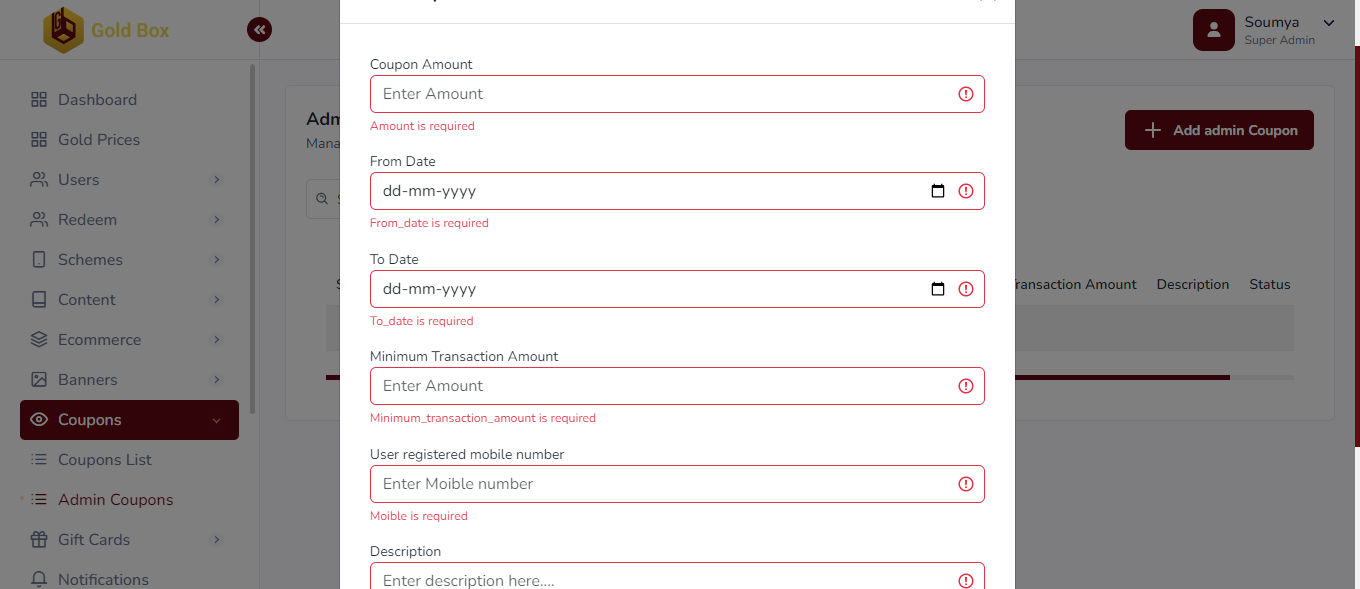 Gold Box
Soumya
Super Admin
Dashboard
Gold Prices
Users
Redeem
Schemes
Content
Ecommerce
Banners
Coupons
Coupons List
Admin Coupons
Gift Cards
Notifications
Adm
Mana
Add admin Coupon
Transaction Amount Description Status
Coupon Amount
Enter Amount
Amount is required
From Date
dd-mm-yyyy
From_date is required
To Date
dd-mm-yyyy
To_date is required
Minimum Transaction Amount
Enter Amount
Minimum_transaction_amount is required
User registered mobile number
Enter Moible number
Moible is required
Description
Enter description here....